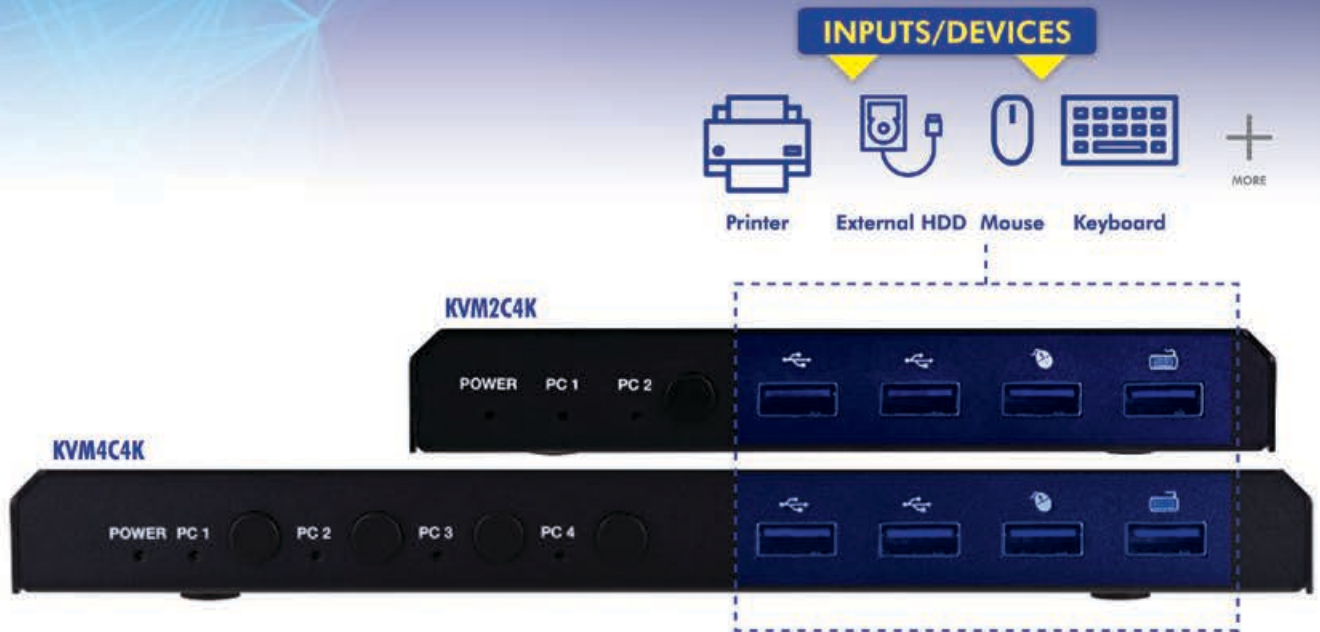 INPUTS/DEVICES
MORE
Printer External HDD Mouse Keyboard
KVM2C4K
POWER PC 1 PC 2
KVM4C4K
POWER PC 1 PC 2 PC 3 PC 4